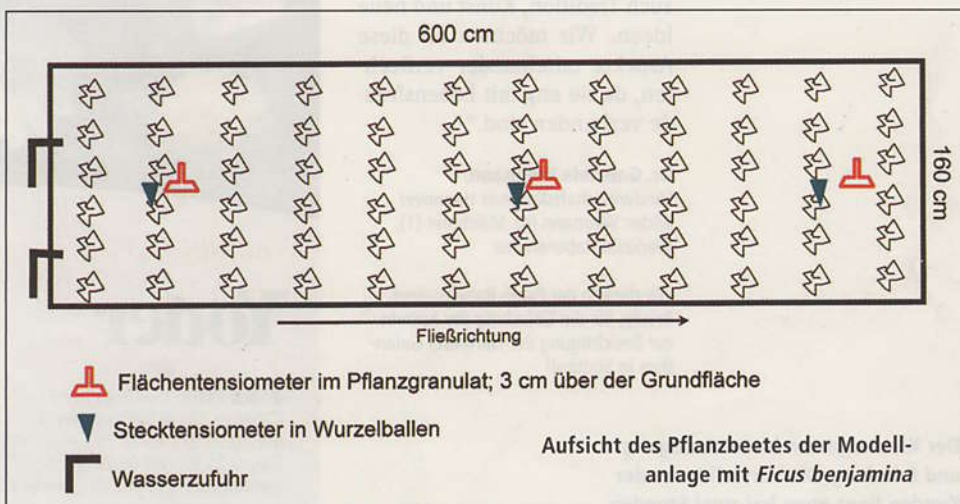 600 cm
160 cm
Fließrichtung
Flächentensiometer im Pflanzgranulat; 3 cm über der Grundfläche
Stecktensiometer in Wurzelballen
Wasserzufuhr
Aufsicht des Pflanzbeetes der Modell-
anlage mit Ficus benjamina